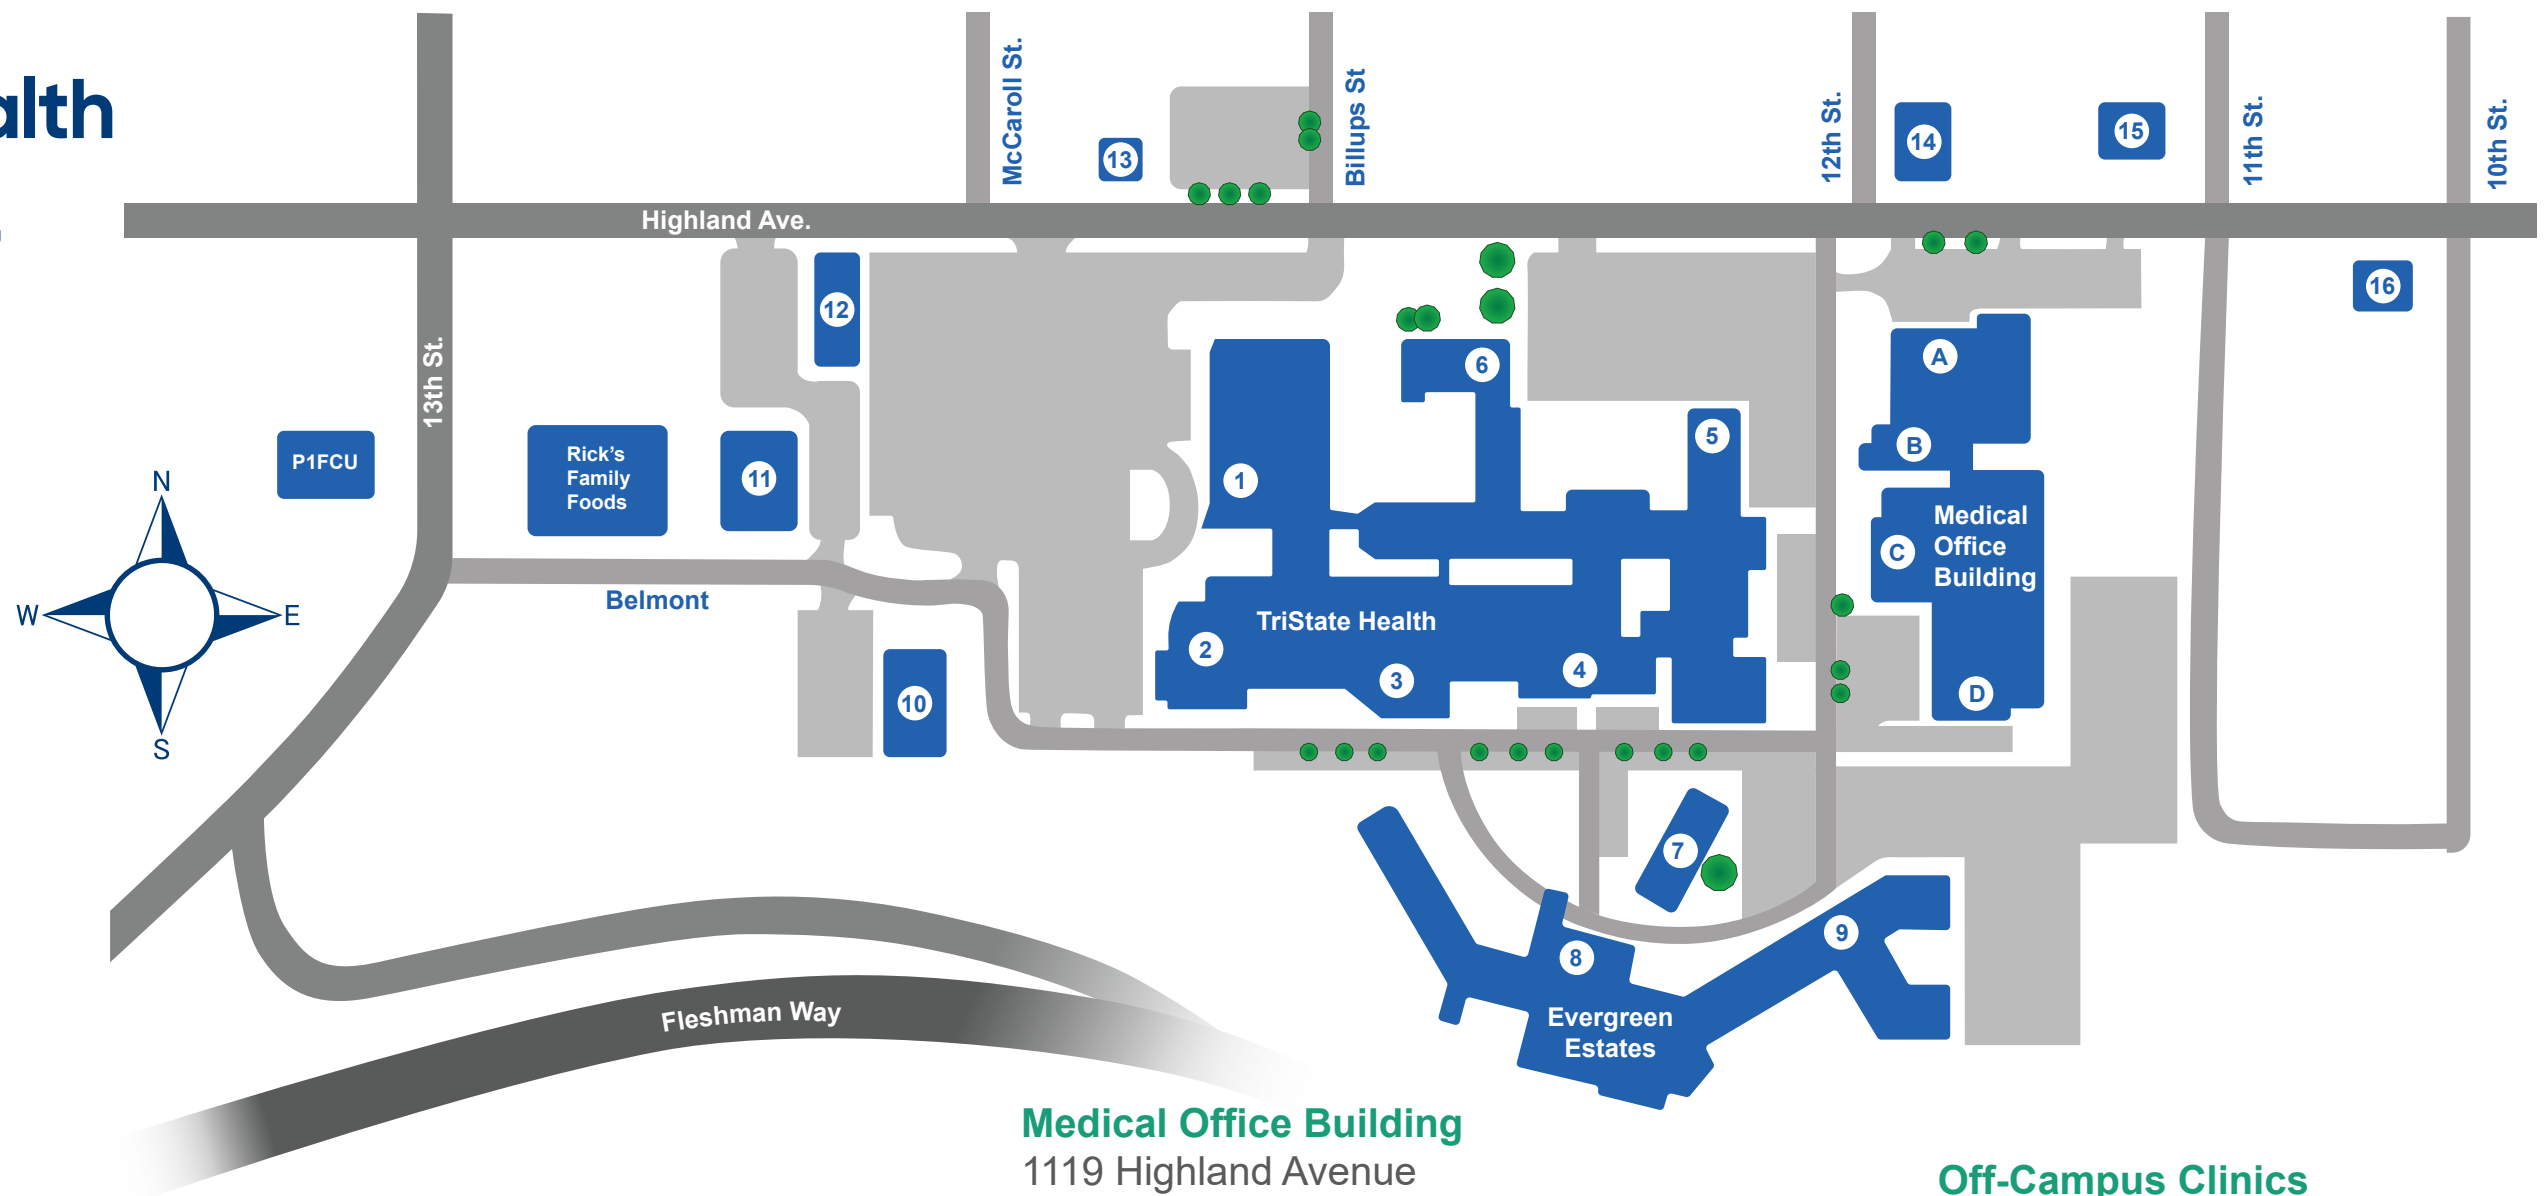 alth
McCaroll St.
Billups St
12th St.
11th St.
10th St.
13
14
15
Highland Ave.
12
16
13th St.
6
A
5
B
P1FCU
Rick's
Family
Foods
11
1
N
W
E
S
Medical
Office
Building
C
Belmont
TriState Health
2
3
4
10
D
7
8
9
Evergreen
Estates
Fleshman Way
Medical Office Building
1119 Highland Avenue
Off-Campus Clinics